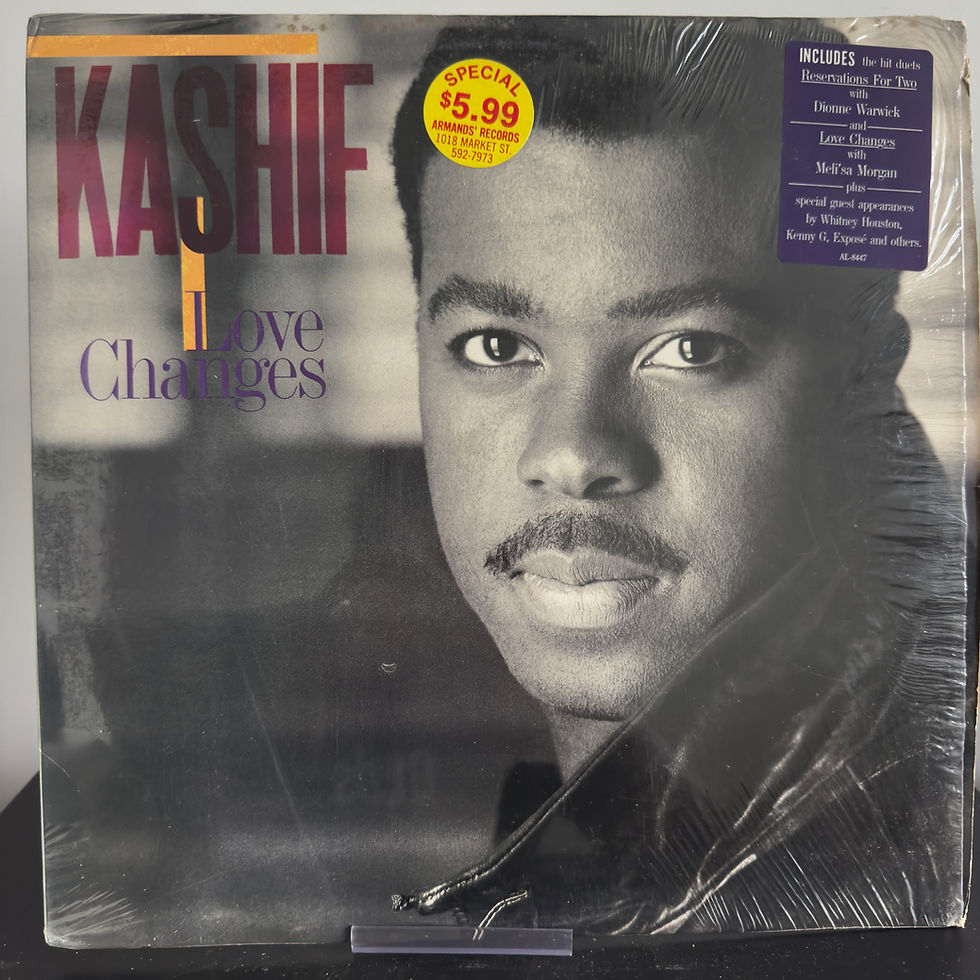 KASHIF
Love
Changes
SPECIAL
$5.99
ARMANDS' RECORDS
1018 MARKET ST.
592-7973
INCLUDES the hit duets
Reservations For Two
with
Dionne Warwick
and
Love Changes
with
Meli'sa Morgan
plus
special guest appearances
by Whitney Houston,
Kenny G, Exposé and others.
AL-8447